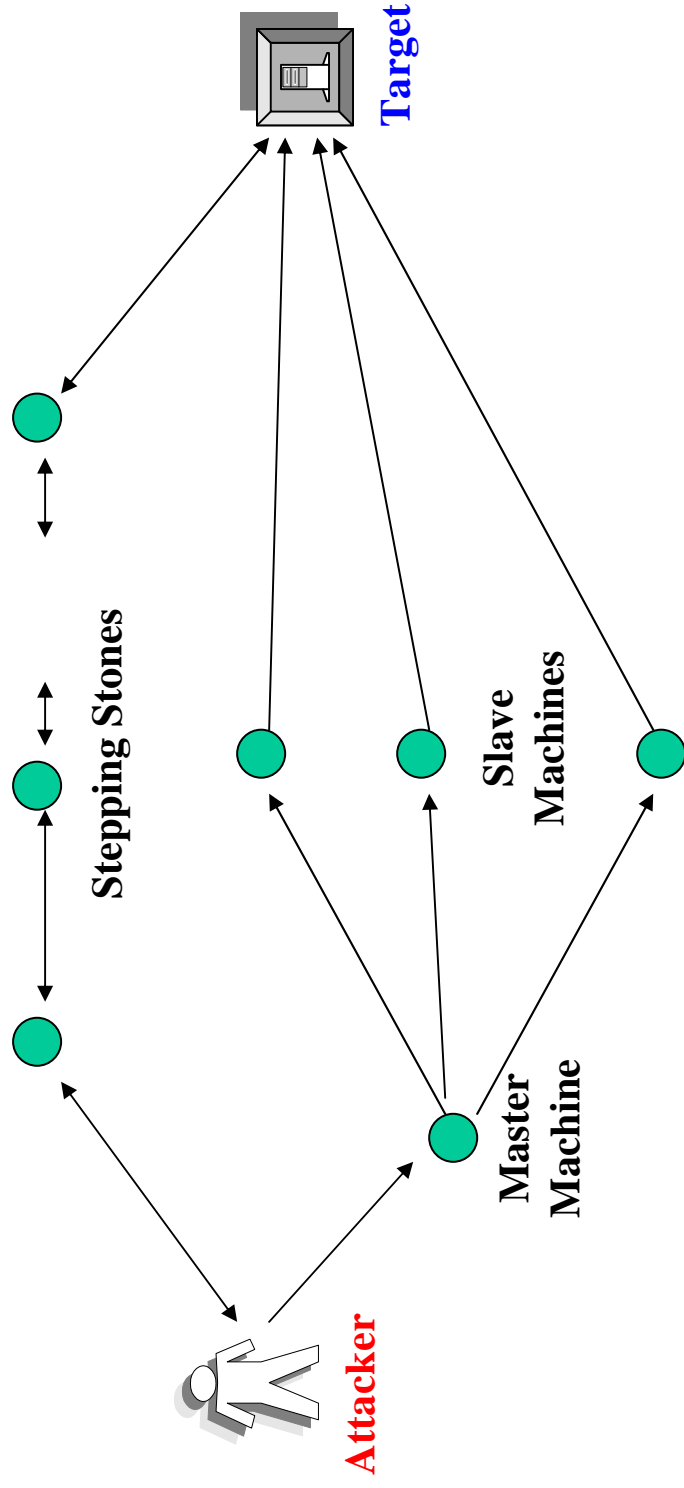 Stepping Stones
Target
Slave
Machines
Master
Machine
Attacker